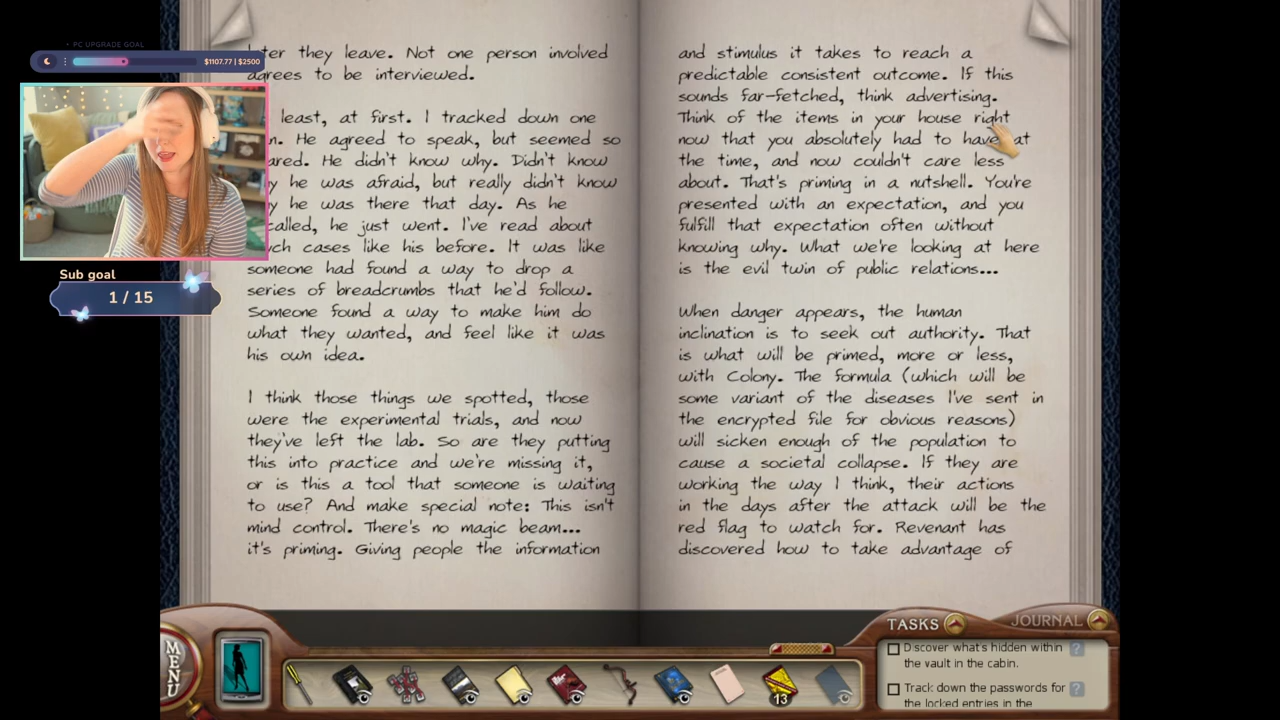 PC UPGRADE GOAL
$1107.77 | $2500
Sub goal
1 / 15
later they leave. Not one person involved
agrees to be interviewed.
least, at first. I tracked down one
He agreed to speak, but seemed so
He didn't know why. Didn't know
he was afraid, but really didn't know
he was there that day. As he
he just went. I've read about
cases like his before. It was like
someone had found a way to drop a
series of breadcrumbs that he'd follow.
Someone found a way to make him do
what they wanted, and feel like it was
his own idea.
I think those things we spotted, those
were the experimental trials, and now
they've left the lab. So are they putting
this into practice and we're missing it,
or is this a tool that someone is waiting
to use? And make special note: This isn't
mind control. There's no magic beam...
it's priming. Giving people the information
and stimulus it takes to reach a
predictable consistent outcome. If this
sounds far-fetched, think advertising.
Think of the items in your house right
now that you absolutely had to have at
the time, and now couldn't care less
about. That's priming in a nutshell. You're
presented with an expectation, and you
fulfill that expectation often without
knowing why. What we're looking at here
is the evil twin of public relations...
When danger appears, the human
inclination is to seek out authority. That
is what will be primed, more or less,
with Colony. The formula (which will be
some variant of the diseases I've sent in
the encrypted file for obvious reasons)
will sicken enough of the population to
cause a societal collapse. If they are
working the way I think, their actions
in the days after the attack will be the
red flag to watch for. Revenant has
discovered how to take advantage of
MENU
13
TASKS
JOURNAL
Discover what's hidden within ?
the vault in the cabin.
Track down the passwords for ?
the locked entries in the